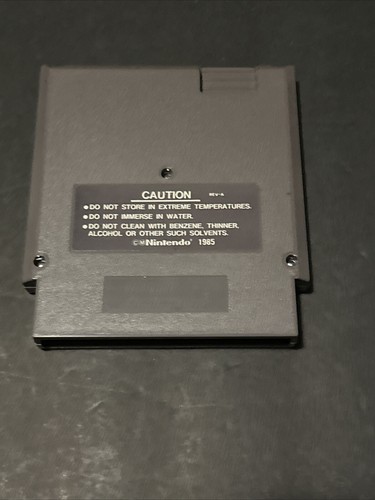 CAUTION REV-A
•DO NOT STORE IN EXTREME TEMPERATURES.
•DO NOT IMMERSE IN WATER.
•DO NOT CLEAN WITH BENZENE, THINNER,
ALCOHOL OR OTHER SUCH SOLVENTS.
©Ⓜ Nintendo® 1985